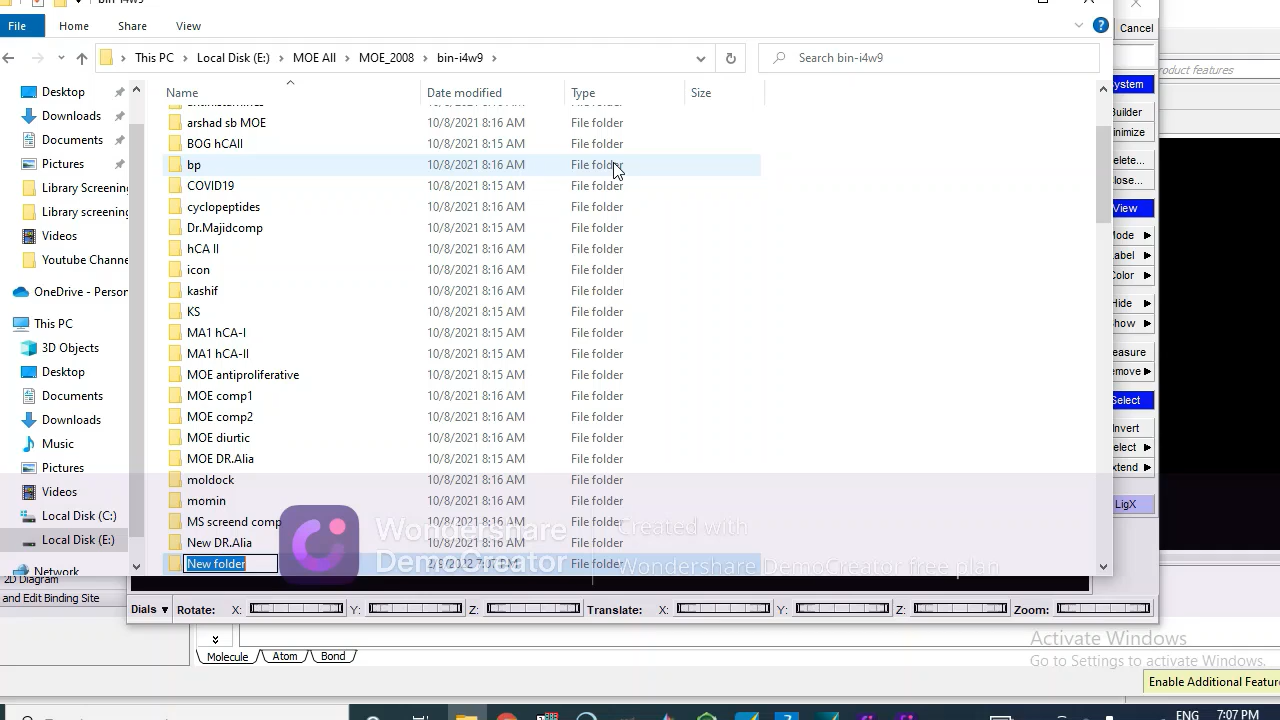 bin-i4w9
File
Home
Share
View
Cancel
This PC
Local Disk (E:)
MOE All
MOE_2008
bin-i4w9
Search bin-i4w9
oduct features
Name
modified
Type
Size
Desktop
Downloads
Documents
Pictures
Library Screening
Library screening
Videos
Youtube Channe
OneDrive - Person
This PC
3D Objects
Desktop
Documents
Downloads
Music
Pictures
Videos
Local Disk (C:)
Local Disk (E:)
Network
arshad sb MOE 10/8/2021 8:16 AM File folder
BOG hCAII 10/8/2021 8:15 AM File folder
bp 10/8/2021 8:16 AM File folder
COVID19 10/8/2021 8:15 AM File folder
cyclopeptides 10/8/2021 8:16 AM File folder
Dr.Majidcomp 10/8/2021 8:16 AM File folder
hCA II 10/8/2021 8:16 AM File folder
icon 10/8/2021 8:16 AM File folder
kashif 10/8/2021 8:16 AM File folder
KS 10/8/2021 8:15 AM File folder
MA1 hCA-I 10/8/2021 8:15 AM File folder
MA1 hCA-II 10/8/2021 8:15 AM File folder
MOE antiproliferative 10/8/2021 8:16 AM File folder
MOE comp1 10/8/2021 8:16 AM File folder
MOE comp2 10/8/2021 8:16 AM File folder
MOE diurtic 10/8/2021 8:16 AM File folder
MOE DR.Alia 10/8/2021 8:15 AM File folder
moldock 10/8/2021 8:16 AM File folder
momin 10/8/2021 8:16 AM File folder
MS screend comp 10/8/2021 8:16 AM File folder
New DR.Alia 10/8/2021 8:16 AM File folder
New folder 7:07 PM File folder
ystem
uilder
inimize
elete...
lose...
View
Mode
abel
Color
Hide
how
easure
emove
Select
nvert
elect
xtend
LigX
Wondershare
DemoCreator
Created with
Wondershare DemoCreator free plan
2D Diagram
and Edit Binding Site
Dials Rotate: X: Y: Z: Translate: X: Y: Z: Zoom:
Molecule Atom Bond
Activate Windows
Go to Settings to activate Windows.
Enable Additional Feature
ENG
7:07 PM